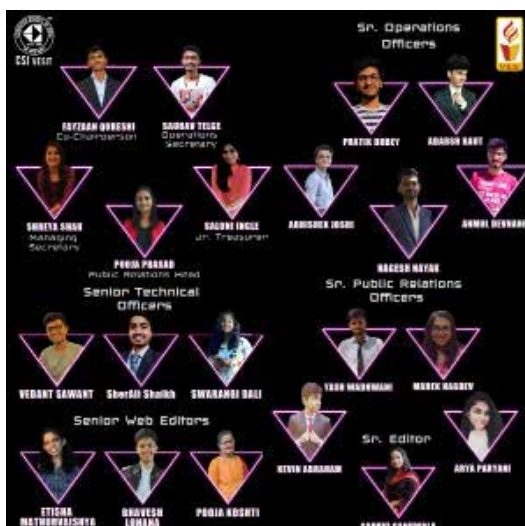 CSI VESIT
FAYZAAN QURESHI
Co-Chairperson
SAURAV TELGE
Operations
Secretary
SHREYA SHAH
Managing
Secretary
POOJA PRASAD
Public Relations Head
SALONI INGLE
Jr. Treasurer
Sr. Operations
Officers
PRATIK DUBEY
ADARSH RAUT
ABHISHEK JOSHI
NAGESH NAYAK
ANMOL
Senior Technical
Officers
VEDANT SAWANT
SherAli Shaikh
SWARANGI DALI
Sr. Public Relations
Officers
YASH WADHWANI
NAGDEV
KEVIN ABRAHAM
ARYA PARYANI
Senior Web Editors
ETISHA
MATHURVAISHYA
BHAVESH
LOHANA
POOJA KOSHTI
Sr. Editor